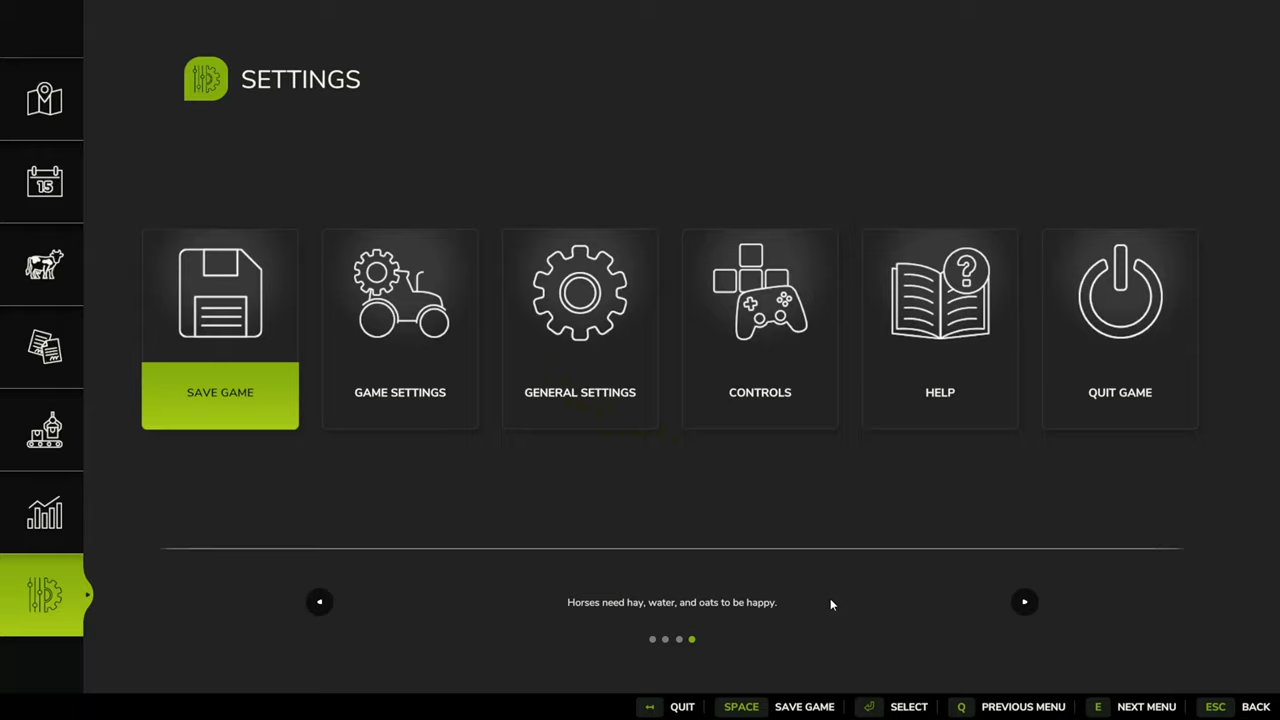 SETTINGS
15
SAVE GAME
GAME SETTINGS
GENERAL SETTINGS
CONTROLS
?
HELP
QUIT GAME
Horses need hay, water, and oats to be happy.
QUIT
SPACE SAVE GAME
SELECT
Q PREVIOUS MENU
E NEXT MENU
ESC BACK